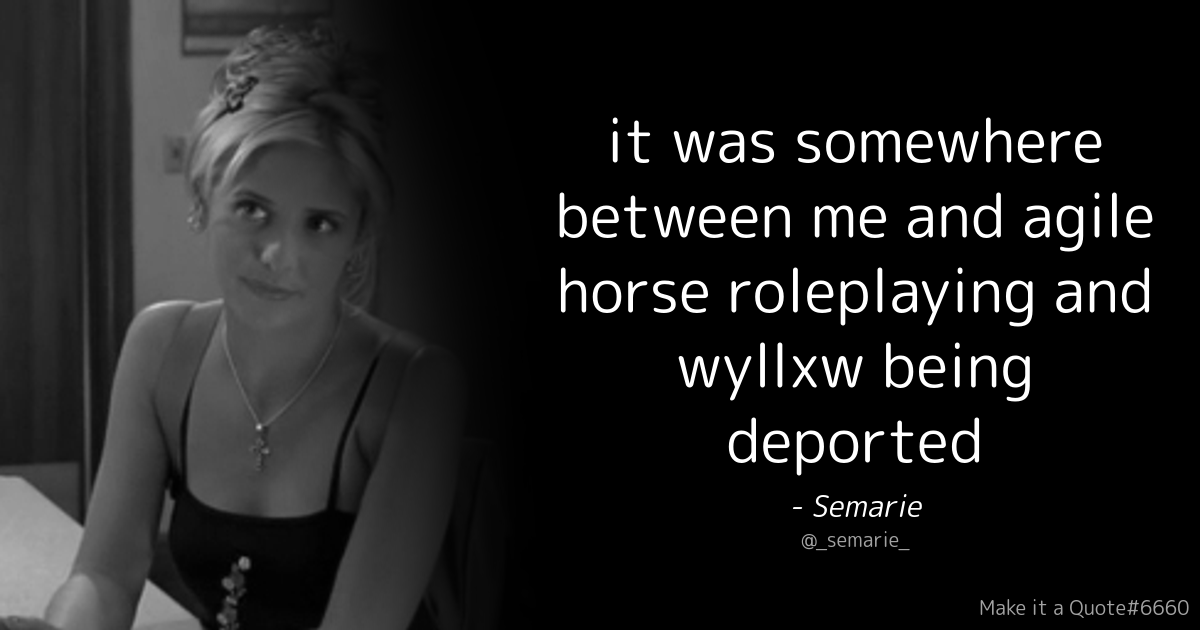 it was somewhere
between me and agile
horse roleplaying and
wyllxw being
deported
- Semarie
@_semarie_
Make it a Quote#6660